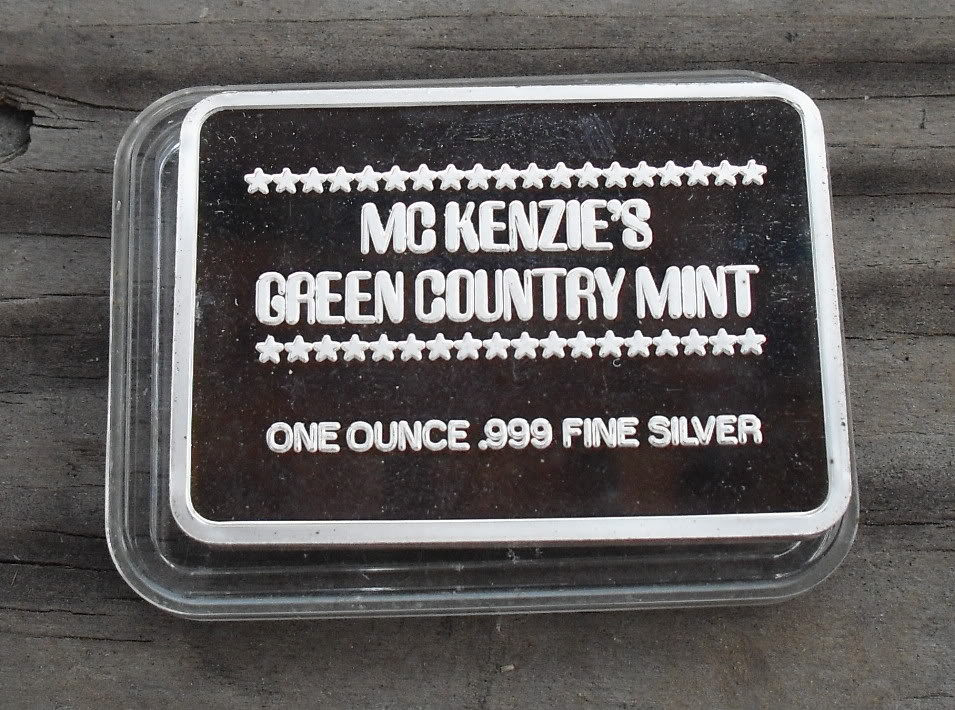 MC KENZIE'S
GREEN COUNTRY MINT
ONE OUNCE .999 FINE SILVER